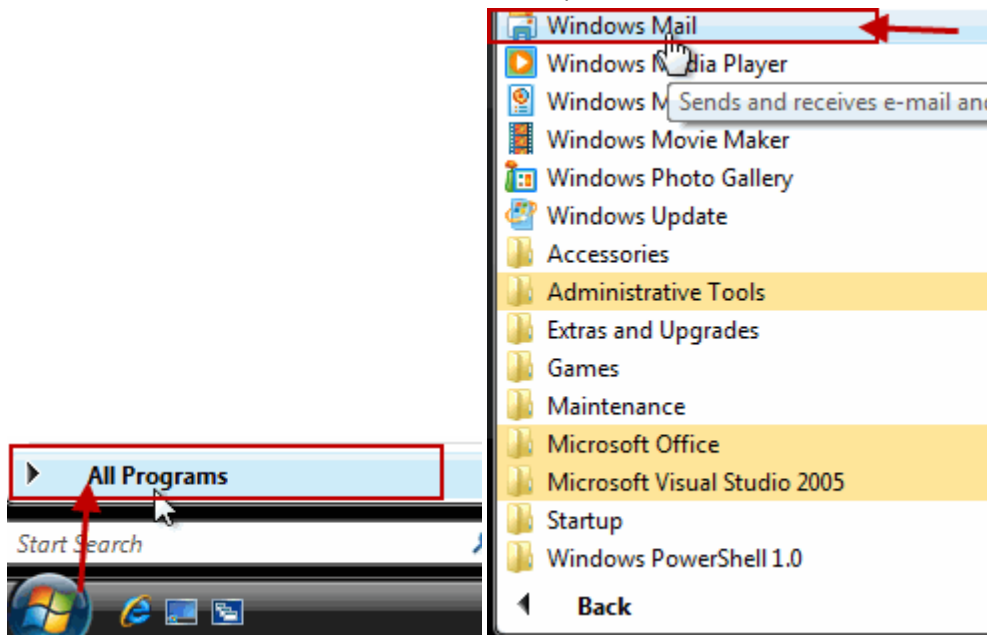 All Programs
Start Search
Windows Mail
Windows Media Player
Windows M
Sends and receives e-mail and
Windows Movie Maker
Windows Photo Gallery
Windows Update
Accessories
Administrative Tools
Extras and Upgrades
Games
Maintenance
Microsoft Office
Microsoft Visual Studio 2005
Startup
Windows PowerShell 1.0
Back